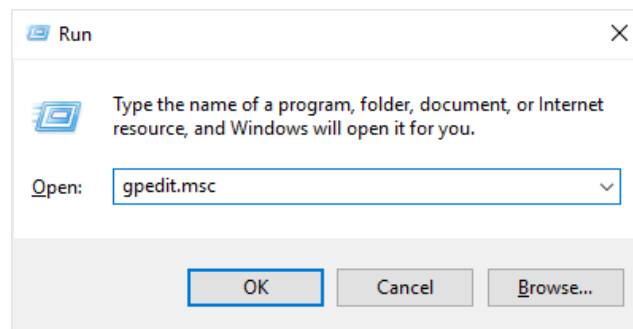 Run
Type the name of a program, folder, document, or Internet
resource, and Windows will open it for you.
Open: gpedit.msc
OK Cancel Browse...